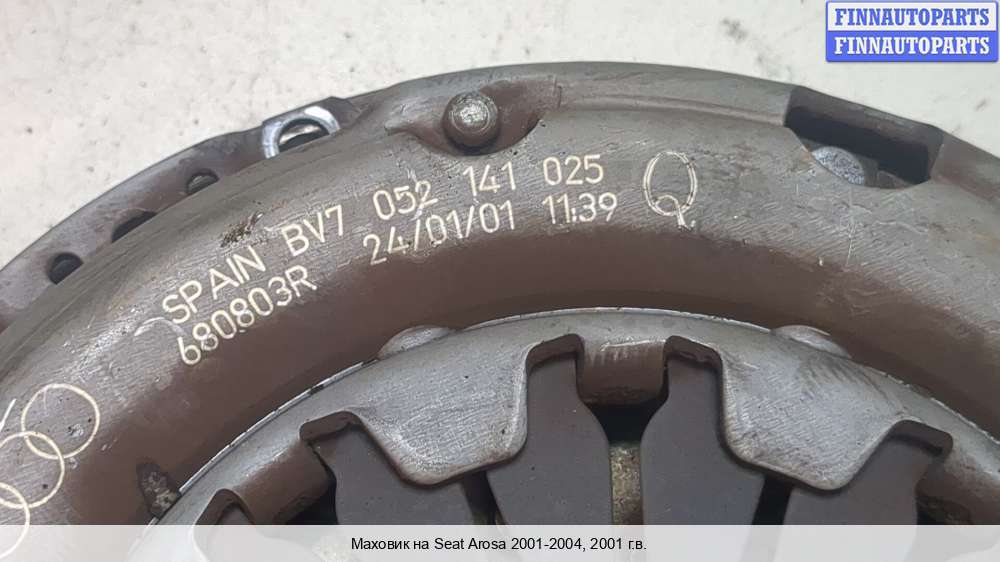 FINNAUTOPARTS
FINNAUTOPARTS
SPAIN BV7 052 141 025
680803R 24/01/01 11:39
Маховик на Seat Arosa 2001-2004, 2001 г.в.